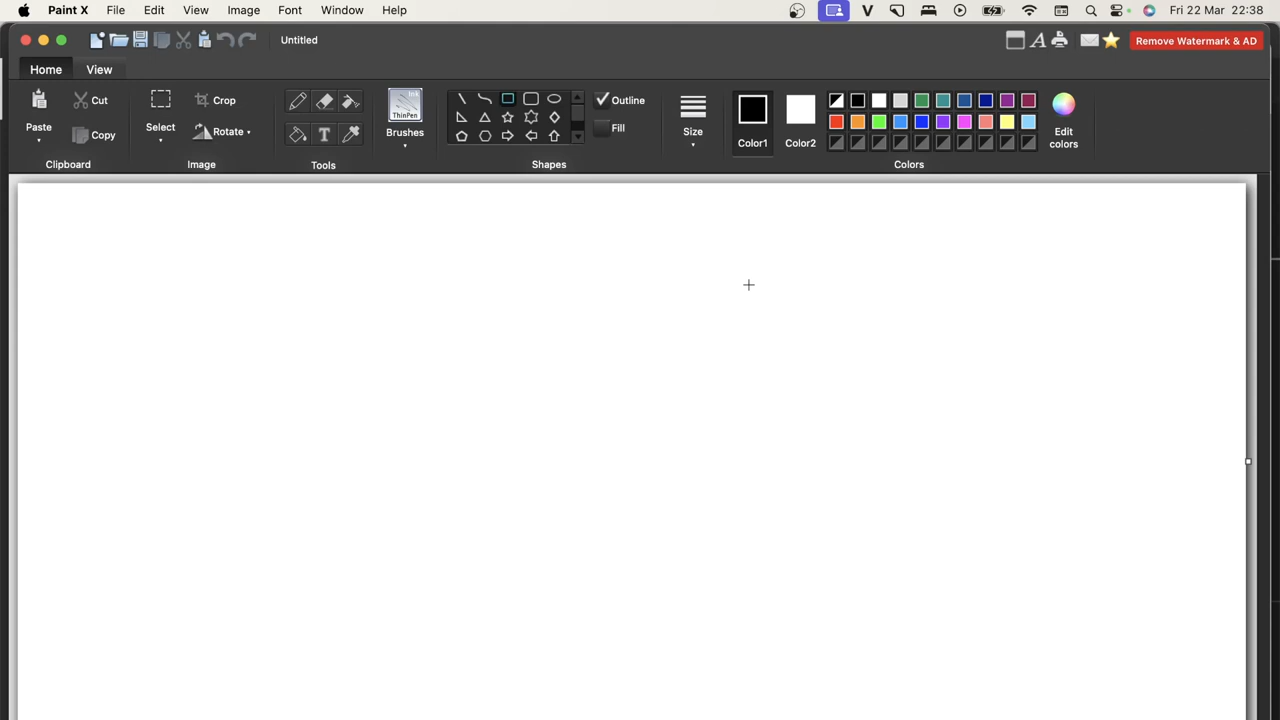 Paint X File Edit View Image Font Window Help Fri 22 Mar 22:38
Untitled Remove Watermark & AD
Home View
Paste Cut Copy
Clipboard
Select Crop Rotate
Image
Tools
Ink
ThinPen
Brushes
Shapes
Outline
Fill
Size
Color1 Color2
Colors
Edit
colors